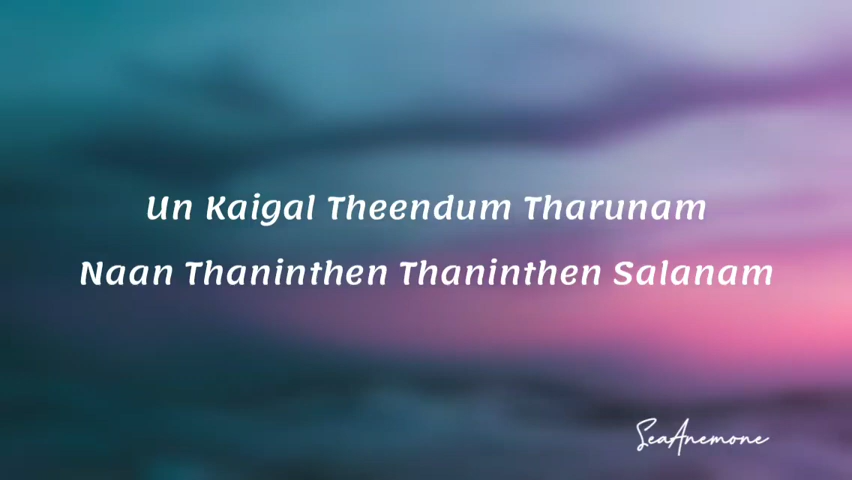 Un Kaigal Theendum Tharunam
Naan Thaninthen Thaninthen Salanam
SeaAnemone